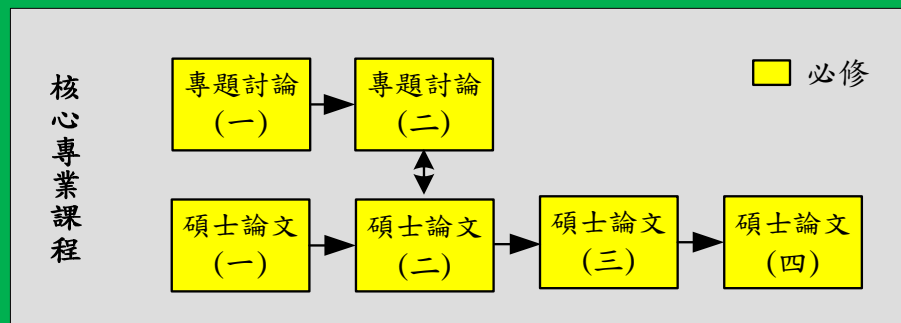 核心專業課程
專題討論
(一)
專題討論
(二)
必修
碩士論文
(一)
碩士論文
(二)
碩士論文
(三)
碩士論文
(四)